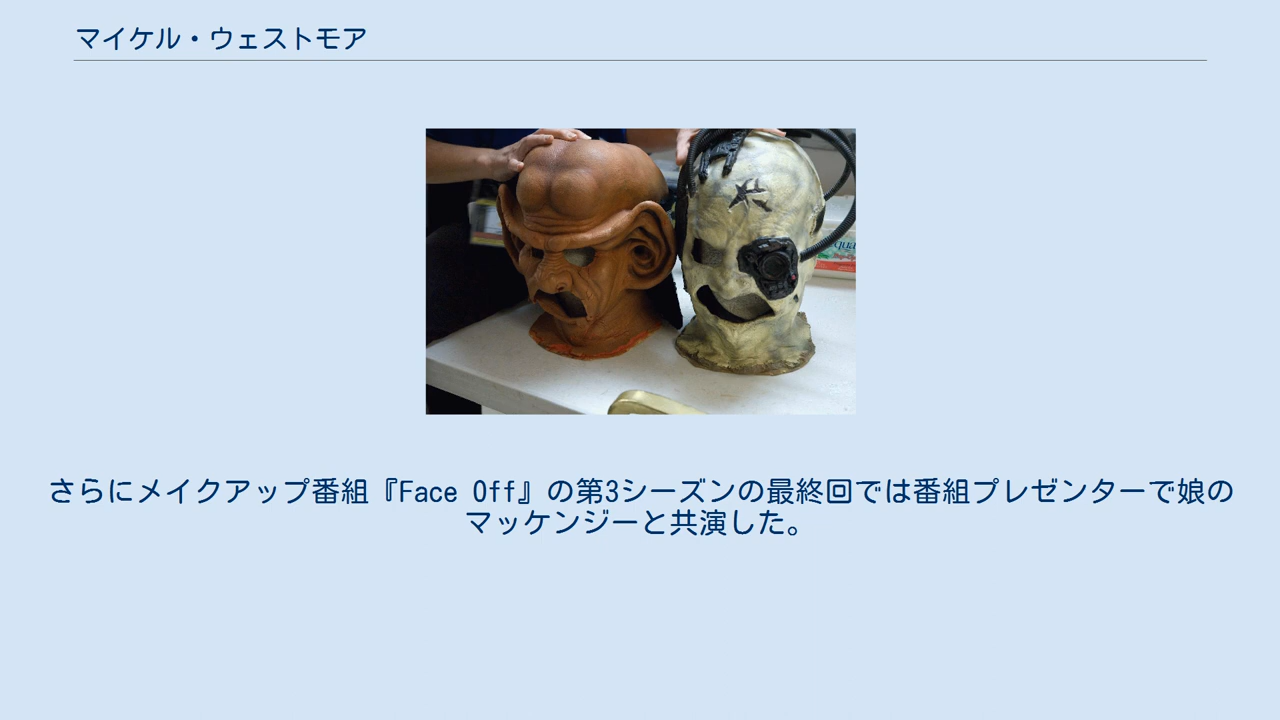 マイケル・ウェストモア
さらにメイクアップ番組『Face Off』の第3シーズンの最終回では番組プレゼンターで娘の
マッケンジーと共演した。